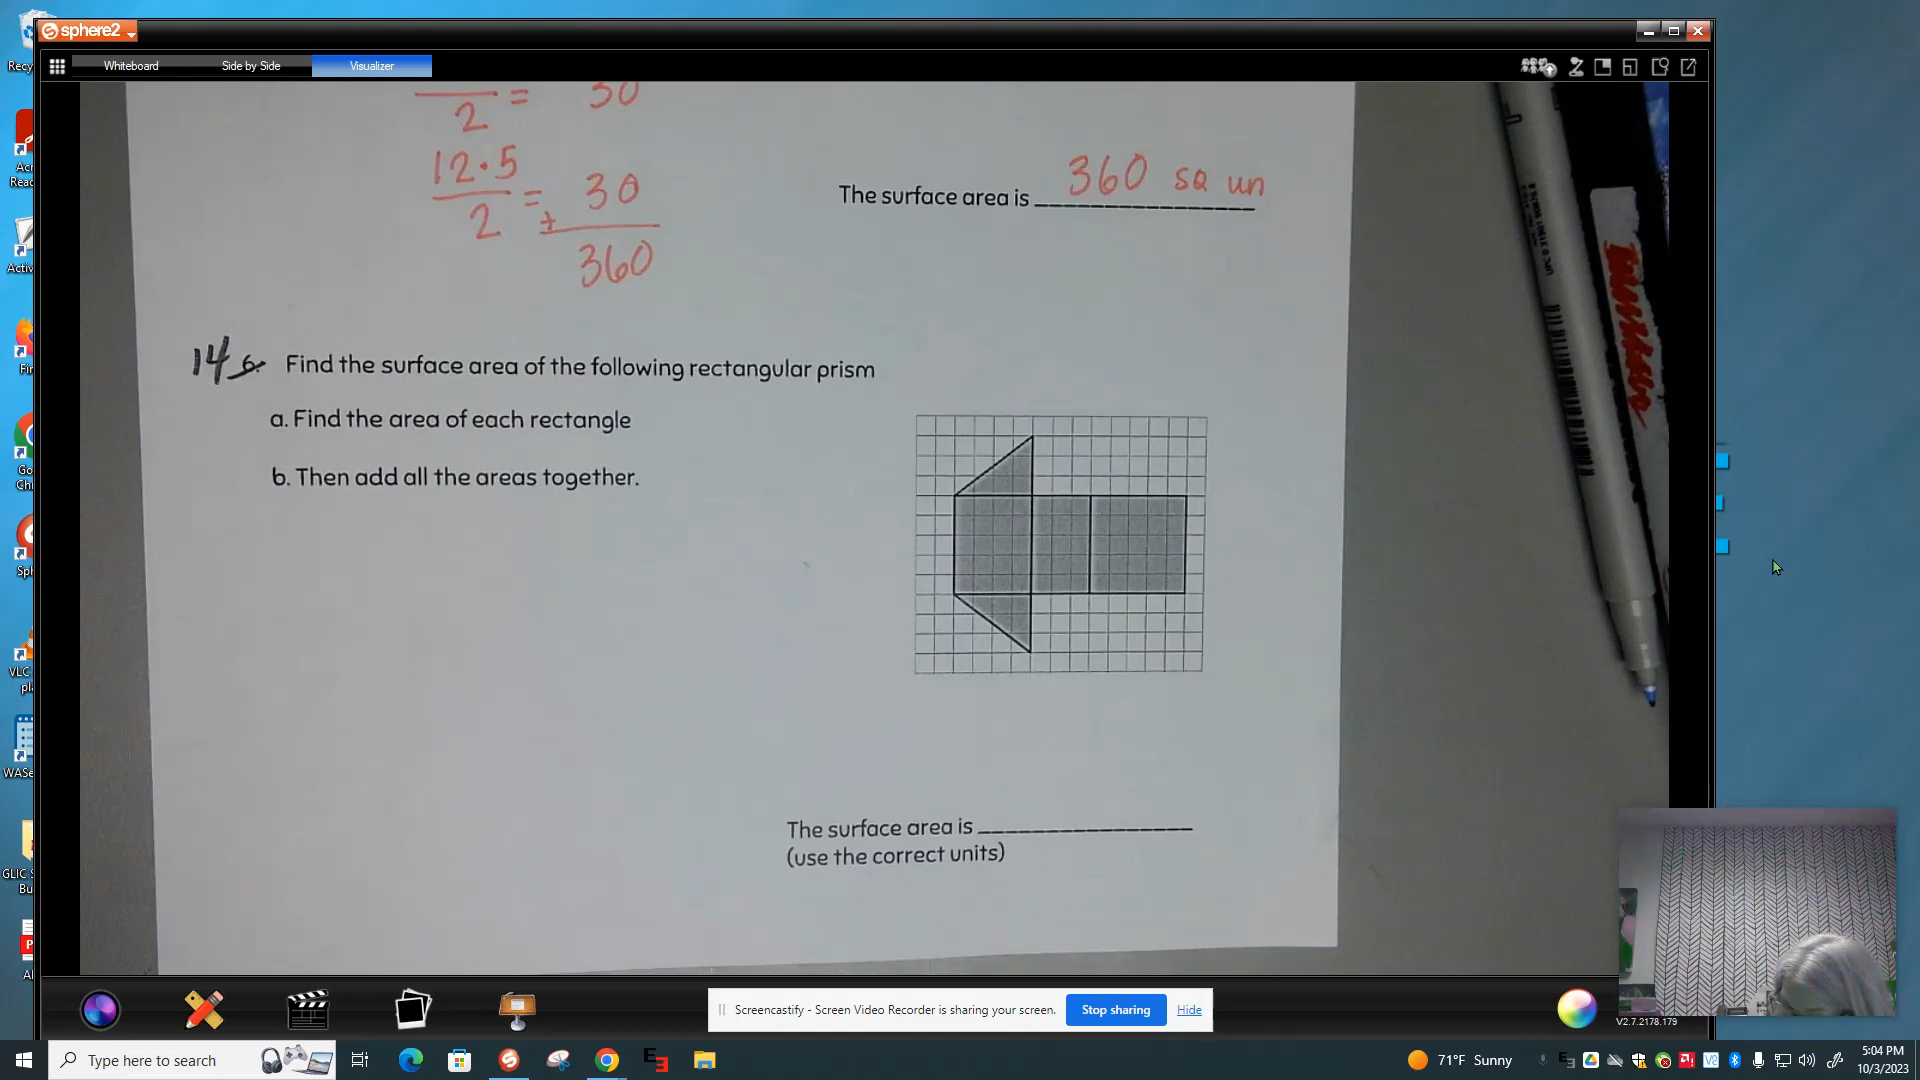 sphere2
Whiteboard
Side by Side
Visualizer
2 = 30
12·5
2 = + 30
360
The surface area is 360 sq un
14 6. Find the surface area of the following rectangular prism
a. Find the area of each rectangle
b. Then add all the areas together.
The surface area is
(use the correct units)
Screencastify - Screen Video Recorder is sharing your screen.
Stop sharing
Hide
V2.7.2178.179
Type here to search
71°F Sunny
5:04 PM
10/3/2023